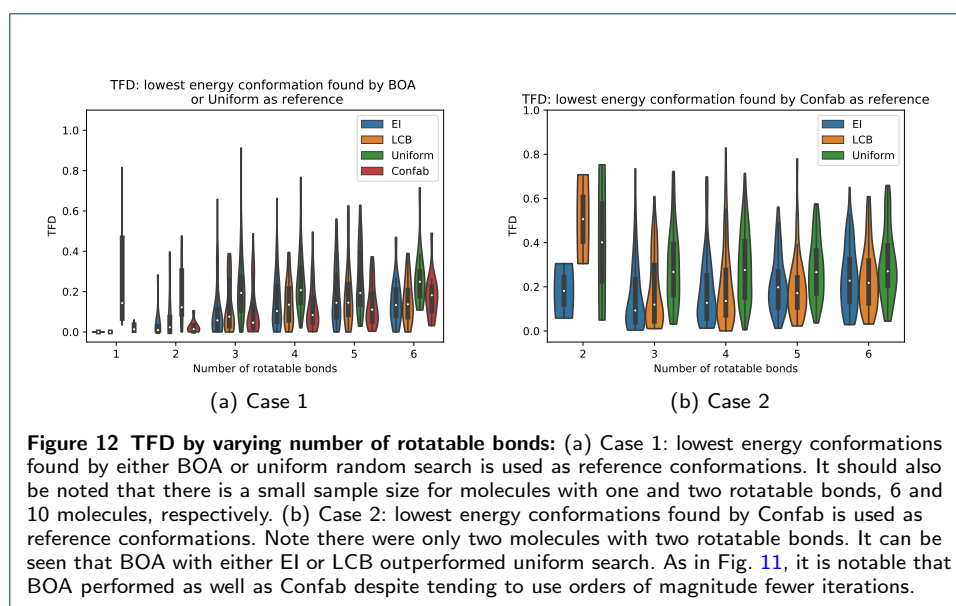 TFD: lowest energy conformation found by BOA
or Uniform as reference
EI
LCB
Uniform
Confab
1.0
0.8
0.6
0.4
0.2
0.0
TFD
1 2 3 4 5 6
Number of rotatable bonds
(a) Case 1
TFD: lowest energy conformation found by Confab as reference
EI
LCB
Uniform
1.0
0.8
0.6
0.4
0.2
0.0
TFD
2 3 4 5 6
Number of rotatable bonds
(b) Case 2
Figure 12 TFD by varying number of rotatable bonds: (a) Case 1: lowest energy conformations
found by either BOA or uniform random search is used as reference conformations. It should also
be noted that there is a small sample size for molecules with one and two rotatable bonds, 6 and
10 molecules, respectively. (b) Case 2: lowest energy conformations found by Confab is used as
reference conformations. Note there were only two molecules with two rotatable bonds. It can be
seen that BOA with either EI or LCB outperformed uniform search. As in Fig. 11, it is notable that
BOA performed as well as Confab despite tending to use orders of magnitude fewer iterations.